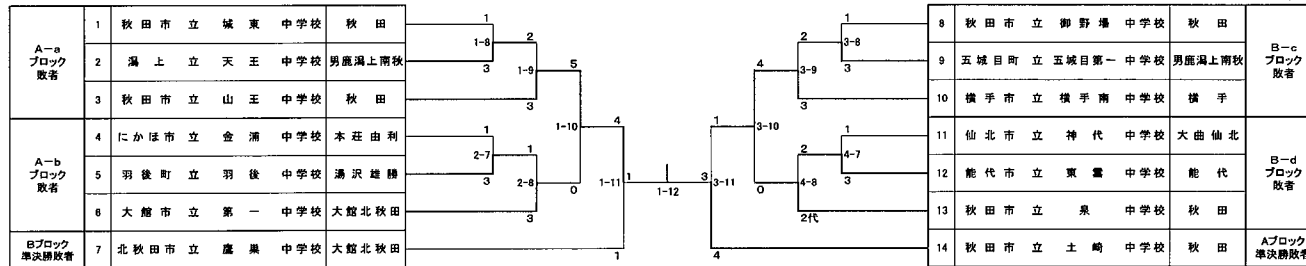 A−a
ブロック
敗者
1 秋田市 立 城東 中学校 秋田
2 潟上 立 天王 中学校 男鹿潟上南秋
3 秋田市 立 山王 中学校 秋田
A−b
ブロック
敗者
4 にかほ市 立 金浦 中学校 本荘由利
5 羽後町 立 羽後 中学校 湯沢雄勝
6 大館市 立 第一 中学校 大館北秋田
Bブロック
準決勝敗者
7 北秋田市 立 鷹巣 中学校 大館北秋田
1
1-8
3
2
1-9
3
5
1-10
0
1
2-7
3
1
2-8
3
4
1-11
1
1
1-12
3
1
3-11
4
4
3-10
0
2
3-9
3
1
3-8
3
2
4-8
2代
1
4-7
3
8 秋田市 立 御野場 中学校 秋田
9 五城目町 立 五城目第一 中学校 男鹿潟上南秋
10 横手市 立 横手南 中学校 横手
B−c
ブロック
敗者
11 仙北市 立 神代 中学校 大曲仙北
12 能代市 立 東雲 中学校 能代
13 秋田市 立 泉 中学校 秋田
B−d
ブロック
敗者
14 秋田市 立 土崎 中学校 秋田
Aブロック
準決勝敗者